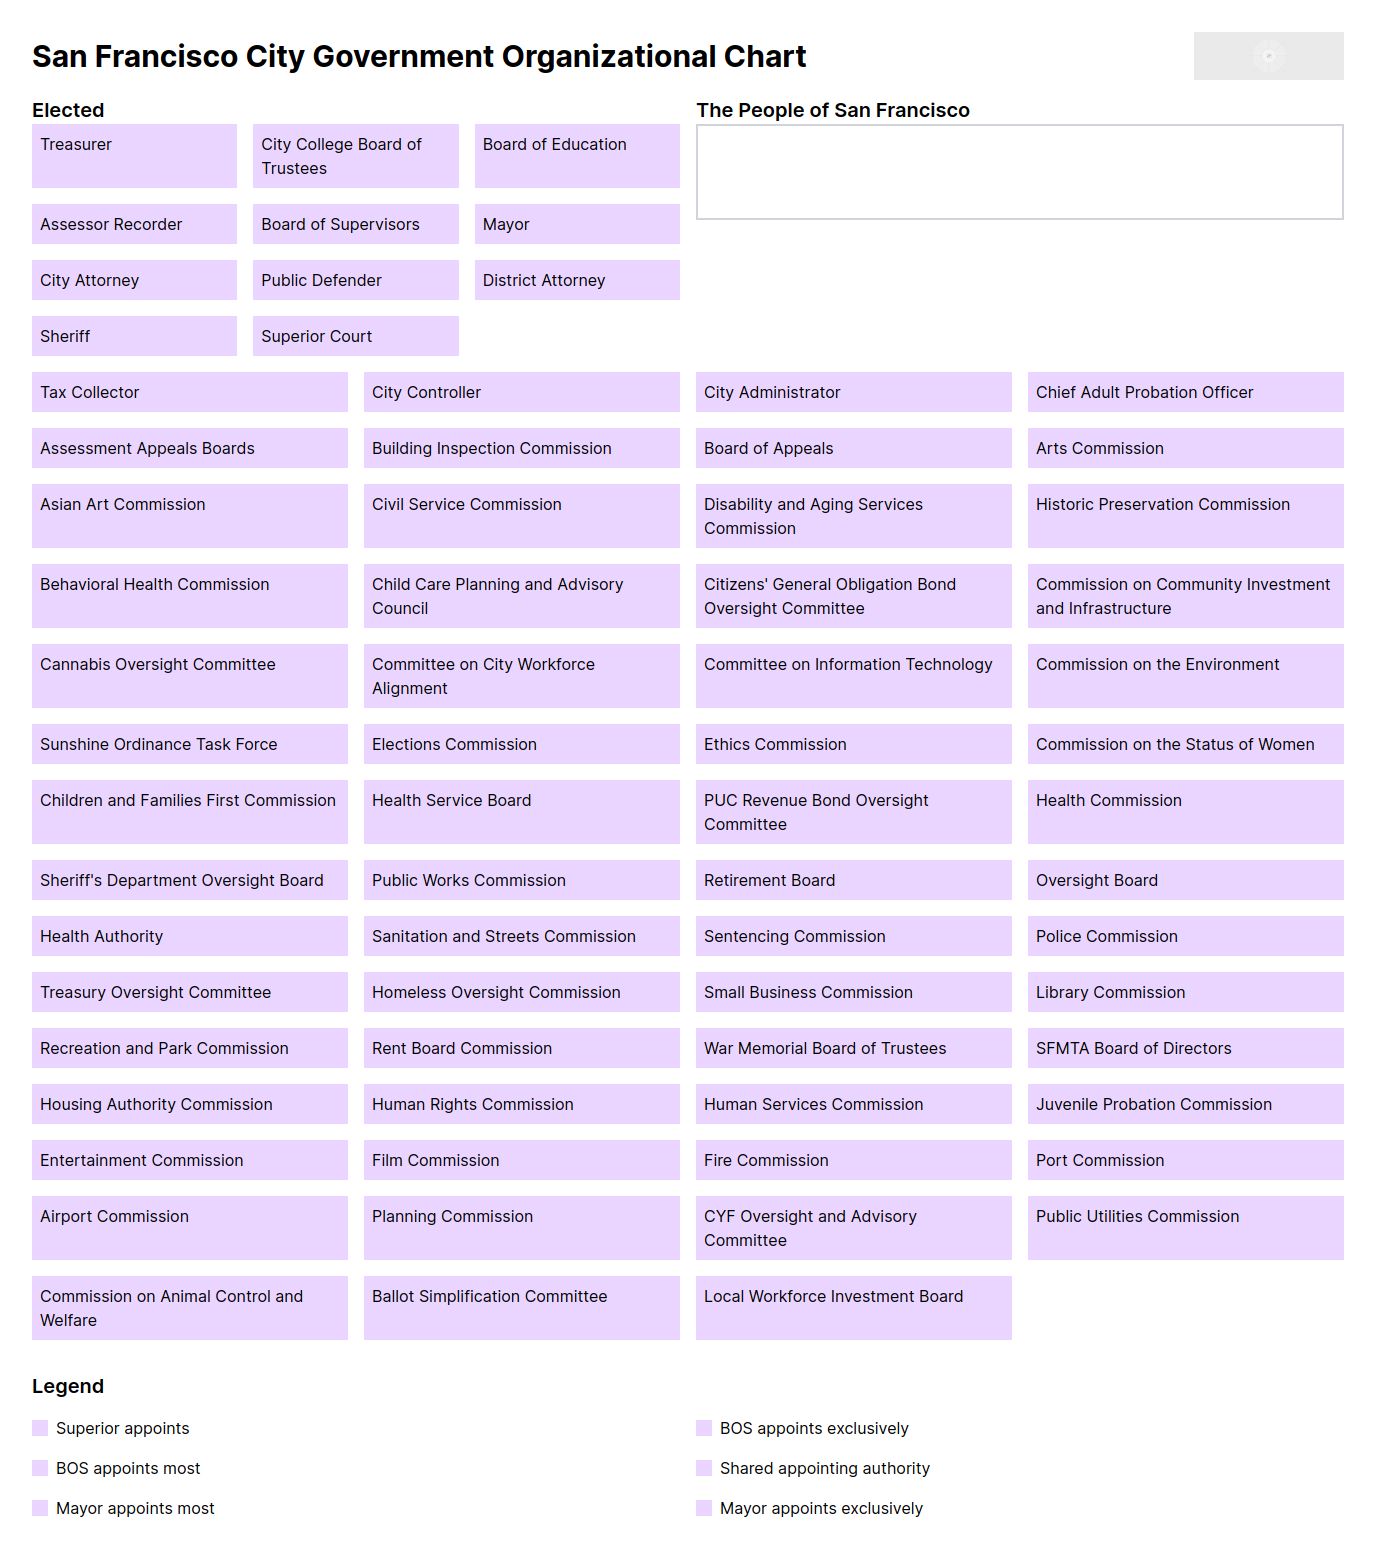 San Francisco City Government Organizational Chart
Elected
Treasurer
City College Board of
Trustees
Board of Education
Assessor Recorder
Board of Supervisors
Mayor
City Attorney
Public Defender
District Attorney
Sheriff
Superior Court
The People of San Francisco
Tax Collector
City Controller
City Administrator
Chief Adult Probation Officer
Assessment Appeals Boards
Building Inspection Commission
Board of Appeals
Arts Commission
Asian Art Commission
Civil Service Commission
Disability and Aging Services
Commission
Historic Preservation Commission
Behavioral Health Commission
Child Care Planning and Advisory
Council
Citizens' General Obligation Bond
Oversight Committee
Commission on Community Investment
and Infrastructure
Cannabis Oversight Committee
Committee on City Workforce
Alignment
Committee on Information Technology
Commission on the Environment
Sunshine Ordinance Task Force
Elections Commission
Ethics Commission
Commission on the Status of Women
Children and Families First Commission
Health Service Board
PUC Revenue Bond Oversight
Committee
Health Commission
Sheriff's Department Oversight Board
Public Works Commission
Retirement Board
Oversight Board
Health Authority
Sanitation and Streets Commission
Sentencing Commission
Police Commission
Treasury Oversight Committee
Homeless Oversight Commission
Small Business Commission
Library Commission
Recreation and Park Commission
Rent Board Commission
War Memorial Board of Trustees
SFMTA Board of Directors
Housing Authority Commission
Human Rights Commission
Human Services Commission
Juvenile Probation Commission
Entertainment Commission
Film Commission
Fire Commission
Port Commission
Airport Commission
Planning Commission
CYF Oversight and Advisory
Committee
Public Utilities Commission
Commission on Animal Control and
Welfare
Ballot Simplification Committee
Local Workforce Investment Board
Legend
Superior appoints
BOS appoints exclusively
BOS appoints most
Shared appointing authority
Mayor appoints most
Mayor appoints exclusively